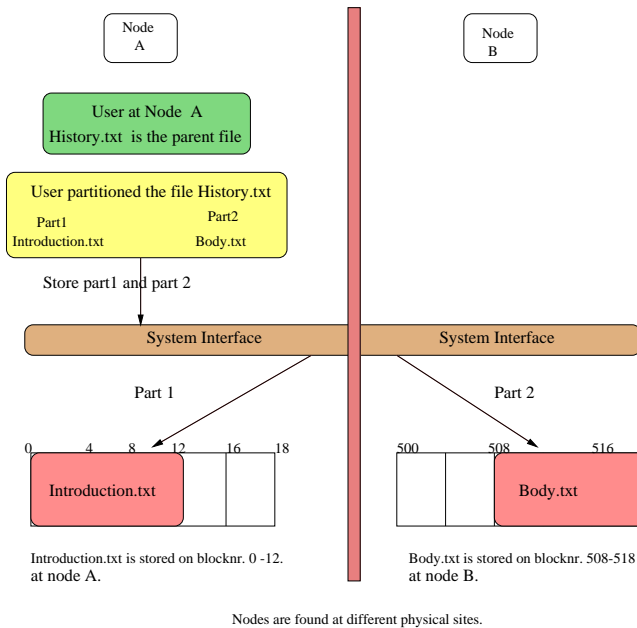 Node
A
Node
B
User at Node A
History.txt is the parent file
User partitioned the file History.txt
Part1
Part2
Introduction.txt
Body.txt
Store part1 and part 2
System Interface
System Interface
Part 1
Part 2
0 4 8 12 16 18
500 508 516
Introduction.txt
Body.txt
Introduction.txt is stored on blocknr. 0 -12.
at node A.
Body.txt is stored on blocknr. 508-518
at node B.
Nodes are found at different physical sites.